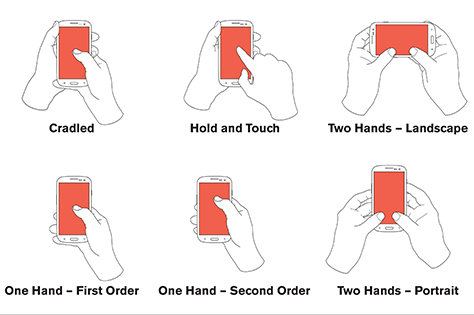 Cradled
Hold and Touch
Two Hands – Landscape
One Hand – First Order
One Hand – Second Order
Two Hands – Portrait